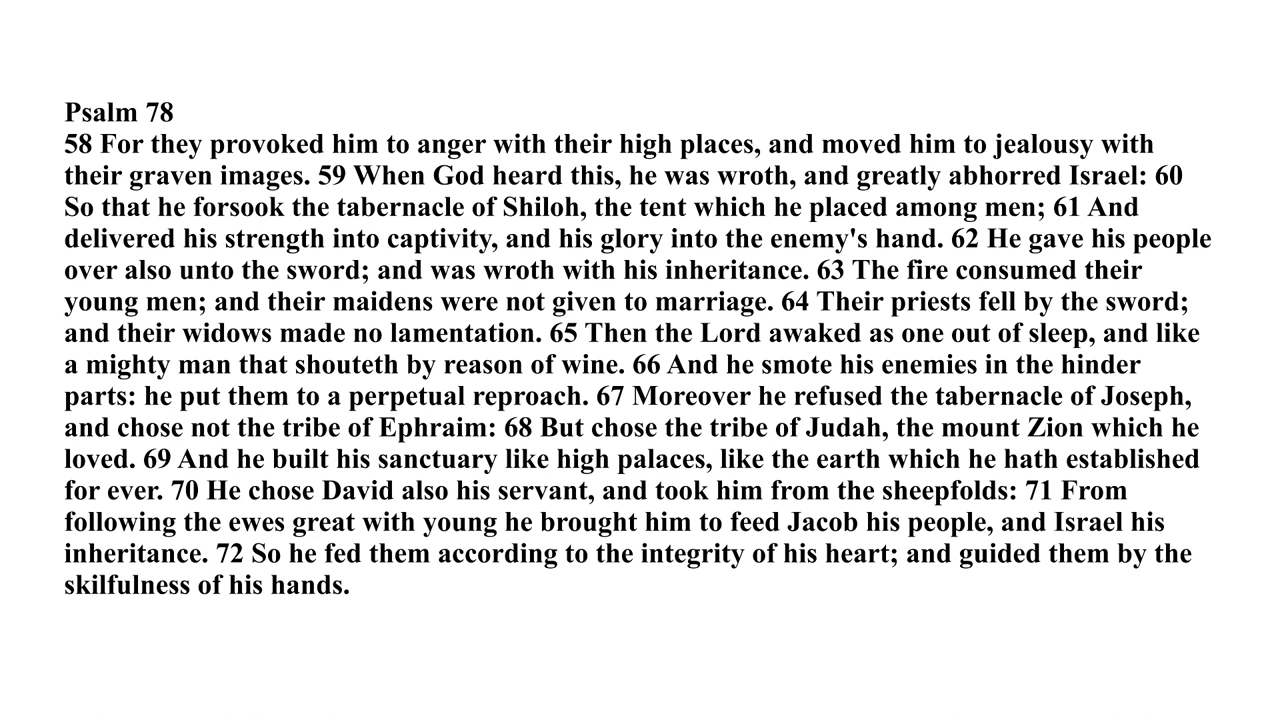 Psalm 78
58 For they provoked him to anger with their high places, and moved him to jealousy with
their graven images. 59 When God heard this, he was wroth, and greatly abhorred Israel: 60
So that he forsook the tabernacle of Shiloh, the tent which he placed among men; 61 And
delivered his strength into captivity, and his glory into the enemy's hand. 62 He gave his people
over also unto the sword; and was wroth with his inheritance. 63 The fire consumed their
young men; and their maidens were not given to marriage. 64 Their priests fell by the sword;
and their widows made no lamentation. 65 Then the Lord awaked as one out of sleep, and like
a mighty man that shouteth by reason of wine. 66 And he smote his enemies in the hinder
parts: he put them to a perpetual reproach. 67 Moreover he refused the tabernacle of Joseph,
and chose not the tribe of Ephraim: 68 But chose the tribe of Judah, the mount Zion which he
loved. 69 And he built his sanctuary like high palaces, like the earth which he hath established
for ever. 70 He chose David also his servant, and took him from the sheepfolds: 71 From
following the ewes great with young he brought him to feed Jacob his people, and Israel his
inheritance. 72 So he fed them according to the integrity of his heart; and guided them by the
skilfulness of his hands.